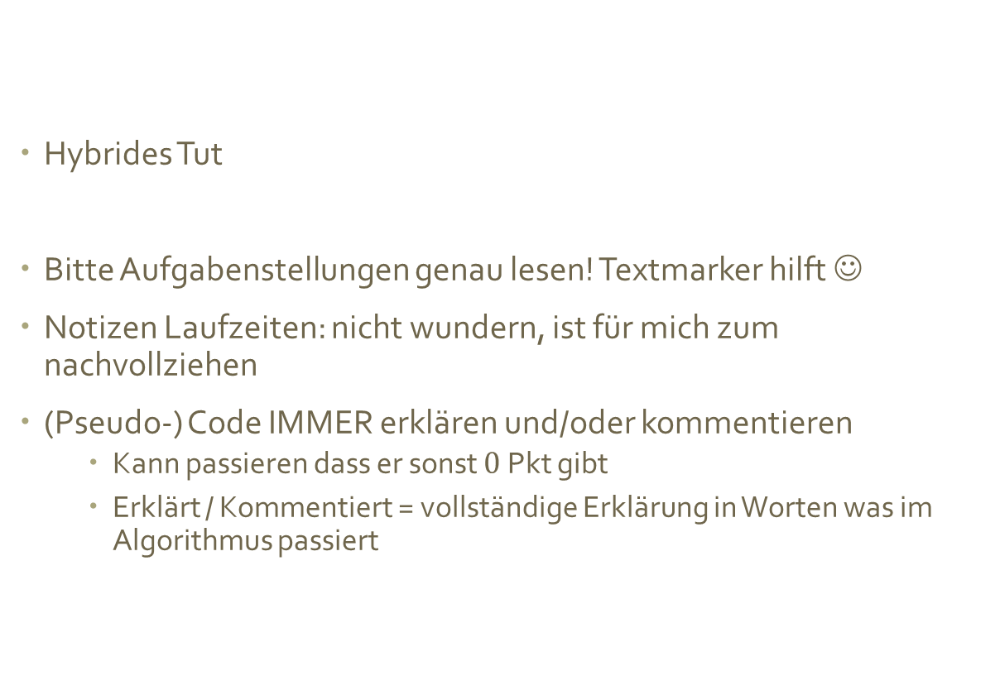 • Hybrides Tut
• Bitte Aufgabenstellungen genau lesen! Textmarker hilft ☺
• Notizen Laufzeiten: nicht wundern, ist für mich zum
nachvollziehen
• (Pseudo-) Code IMMER erklären und/oder kommentieren
• Kann passieren dass er sonst 0 Pkt gibt
• Erklärt / Kommentiert = vollständige Erklärung in Worten was im
Algorithmus passiert